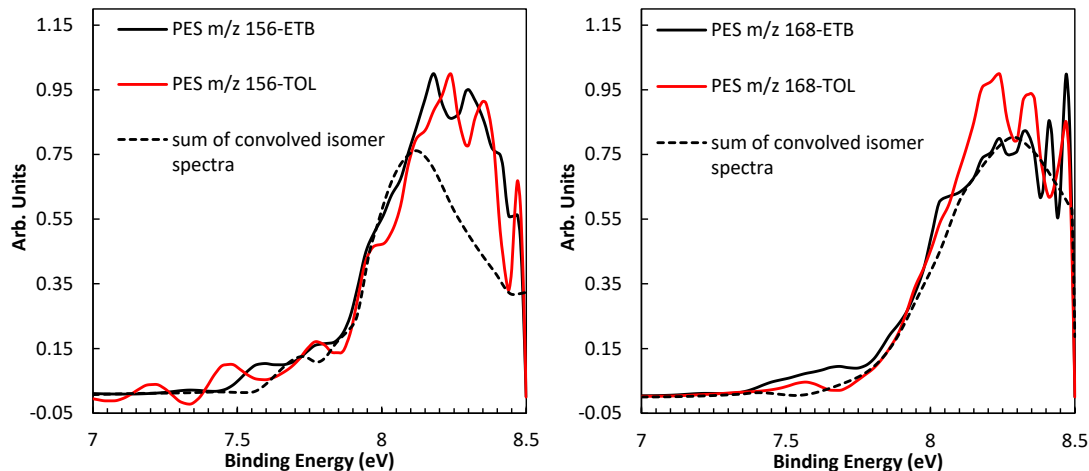 1.15
0.95
0.75
0.55
0.35
0.15
-0.05
Arb. Units
PES m/z 156-ETB
PES m/z 156-TOL
sum of convolved isomer
spectra
7
7.5
8
8.5
Binding Energy (eV)
1.15
0.95
0.75
0.55
0.35
0.15
-0.05
Arb. Units
PES m/z 168-ETB
PES m/z 168-TOL
sum of convolved isomer
spectra
7
7.5
8
8.5
Binding Energy (eV)